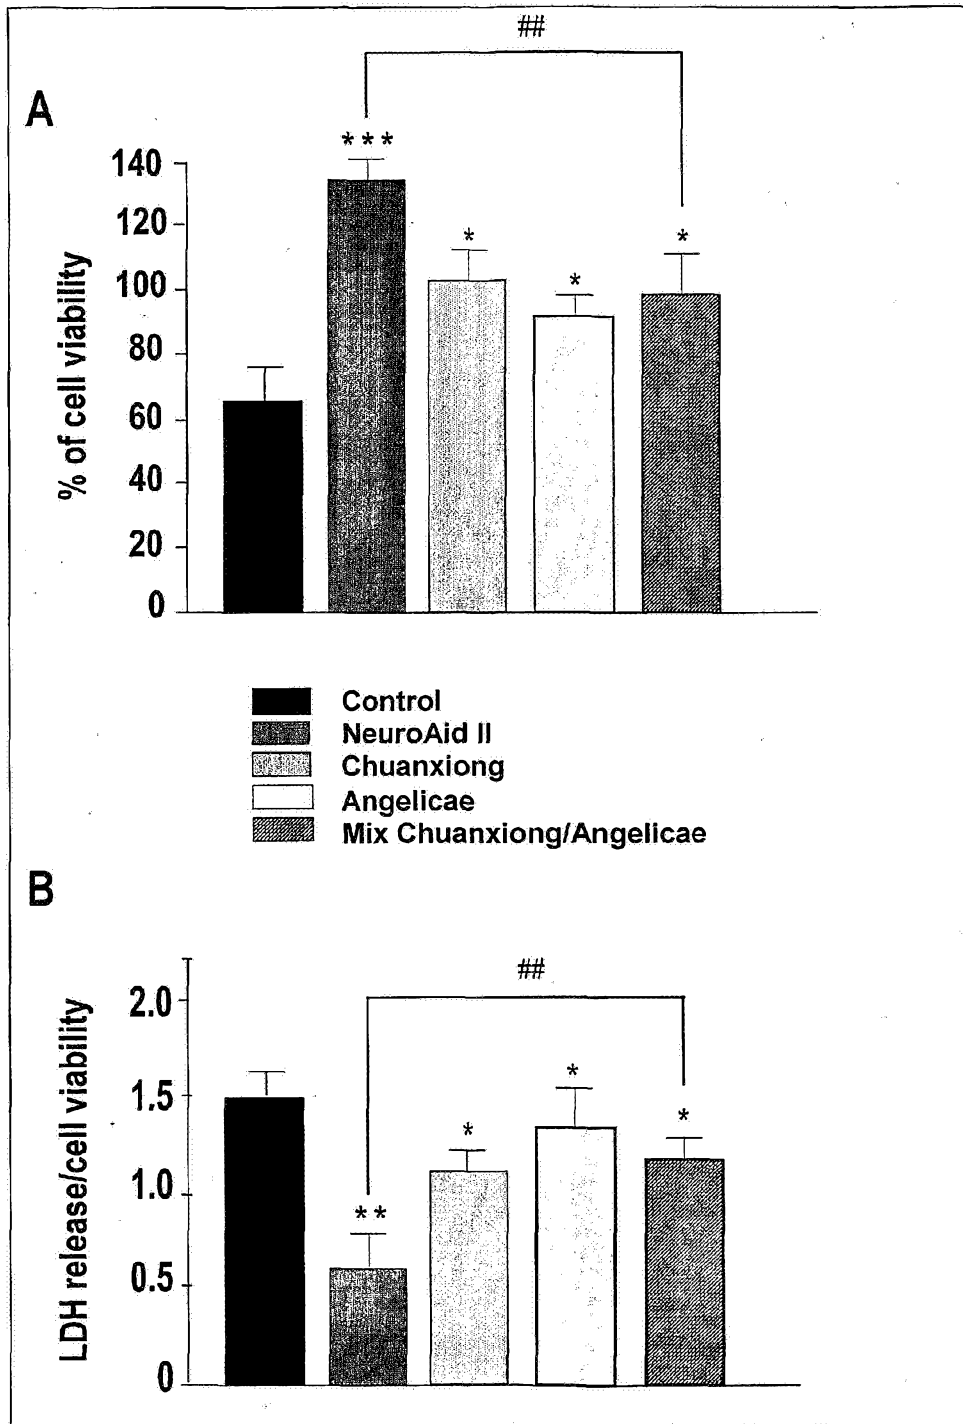 ##
A
***
140
120
100
80
60
40
20
0
% of cell viability
*
*
*
Control
NeuroAid II
Chuanxiong
Angelicae
Mix Chuanxiong/Angelicae
B
##
2.0
1.5
1.0
0.5
0
LDH release/cell viability
**
*
*
*